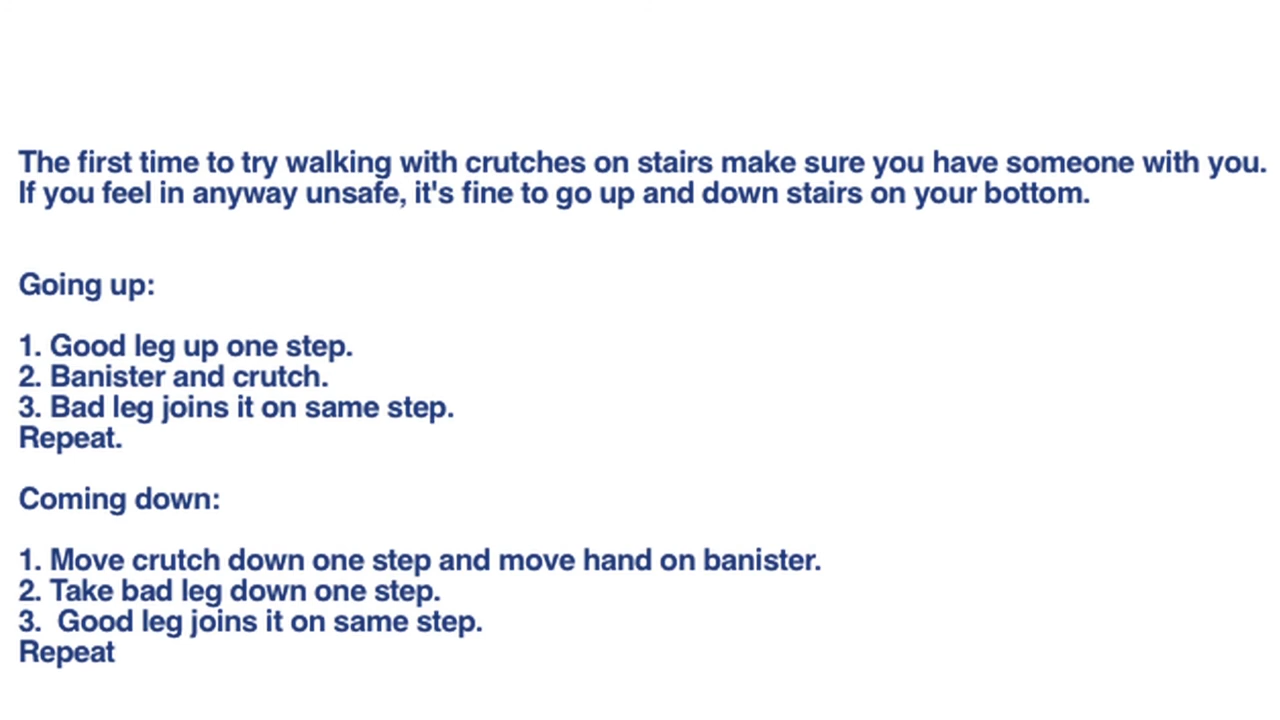 The first time to try walking with crutches on stairs make sure you have someone with you.
If you feel in anyway unsafe, it's fine to go up and down stairs on your bottom.
Going up:
1. Good leg up one step.
2. Banister and crutch.
3. Bad leg joins it on same step.
Repeat.
Coming down:
1. Move crutch down one step and move hand on banister.
2. Take bad leg down one step.
3.  Good leg joins it on same step.
Repeat